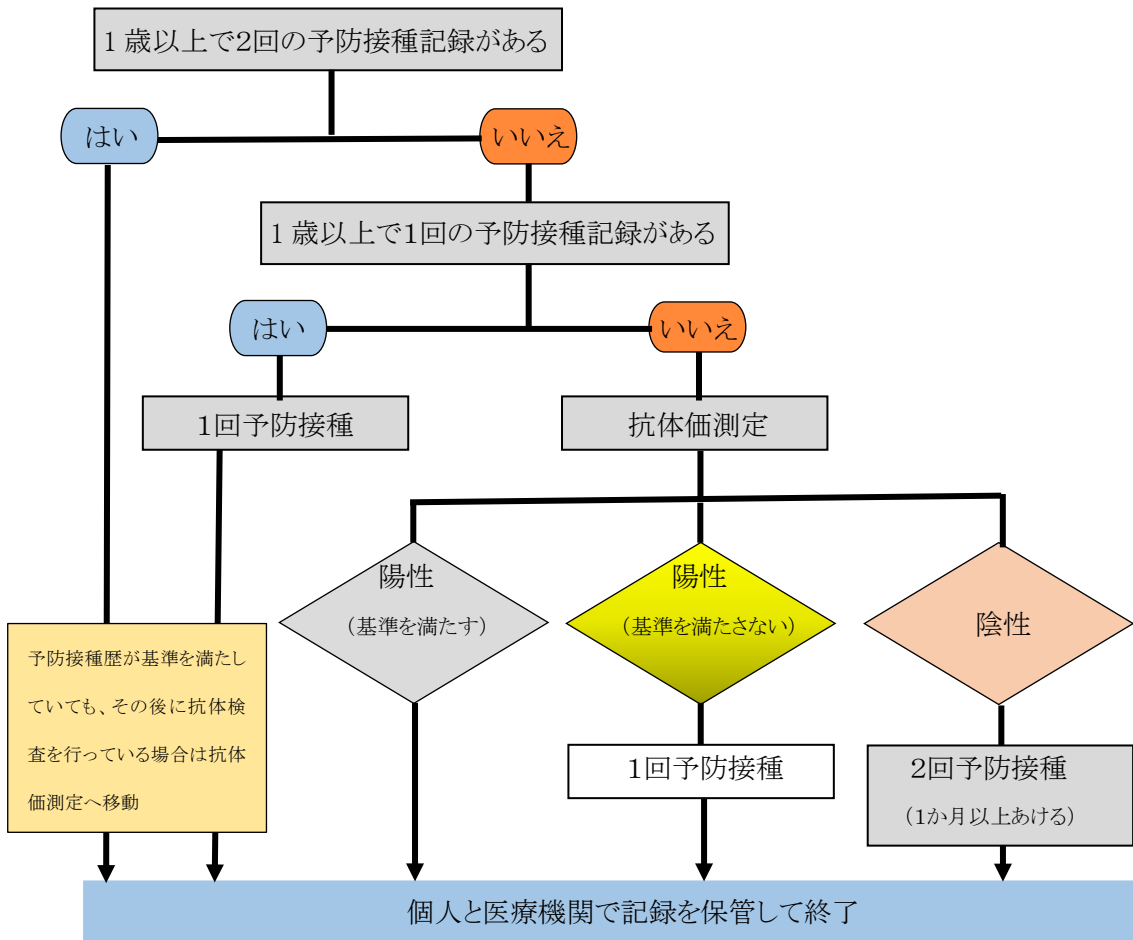 1歳以上で2回の予防接種記録がある
はい
いいえ
1歳以上で1回の予防接種記録がある
はい
いいえ
1回予防接種
抗体価測定
陽性
（基準を満たす）
陽性
（基準を満たさない）
陰性
予防接種歴が基準を満たし
ていても、その後に抗体検
査を行っている場合は抗体
価測定へ移動
1回予防接種
2回予防接種
（1か月以上あける）
個人と医療機関で記録を保管して終了